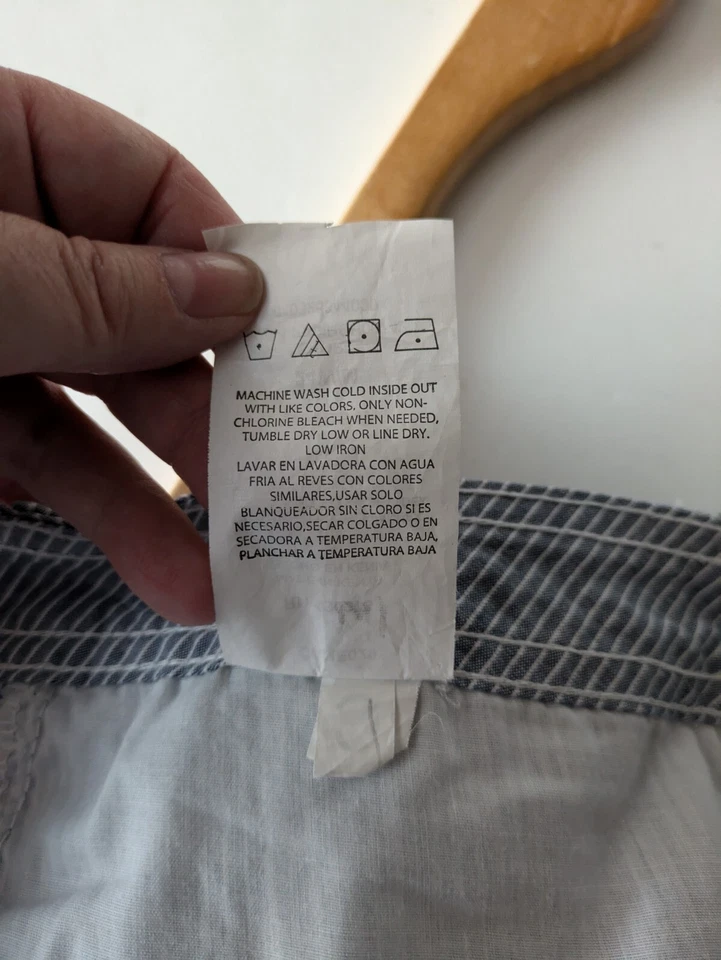 MACHINE WASH COLD INSIDE OUT
WITH LIKE COLORS, ONLY NON-
CHLORINE BLEACH WHEN NEEDED,
TUMBLE DRY LOW OR LINE DRY.
LOW IRON
LAVAR EN LAVADORA CON AGUA
FRIA AL REVES CON COLORES
SIMILARES,USAR SOLO
BLANQUEADOR SIN CLORO SI ES
NECESARIO,SECAR COLGADO O EN
SECADORA A TEMPERATURA BAJA,
PLANCHAR A TEMPERATURA BAJA